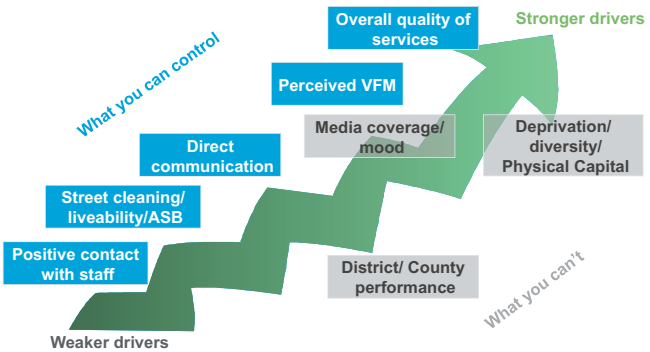 Overall quality of
services
Stronger drivers
What you can control
Perceived VFM
Media coverage/
mood
Deprivation/
diversity/
Physical Capital
Direct
communication
Street cleaning/
liveability/ASB
Positive contact
with staff
District/ County
performance
What you can't
Weaker drivers